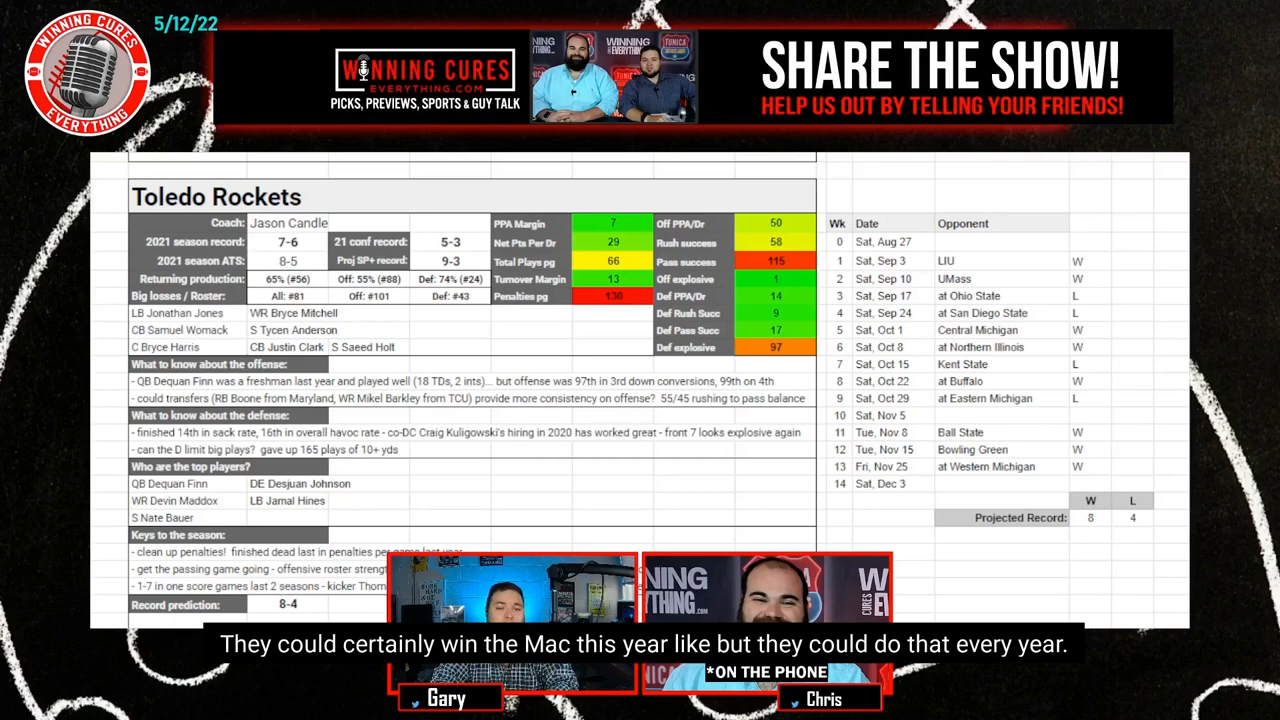 5/12/22
WINNING CURES
EVERYTHING
WINNING CURES
EVERYTHING.COM
PICKS, PREVIEWS, SPORTS & GUY TALK
WINNING
TUNICA
SHARE THE SHOW!
HELP US OUT BY TELLING YOUR FRIENDS!
Toledo Rockets
Coach: Jason Candle PPA Margin 7 Off PPA/Dr 50
2021 season record: 7-6 21 conf record: 5-3 Net Pts Per Dr 29 Rush success 58
2021 season ATS: 8-5 Proj SP+ record: 9-3 Total Plays pg 66 Pass success 115
Returning production: 65% (#56) Off: 55% (#88) Def: 74% (#24) Turnover Margin 13 Off explosive 1
Big losses / Roster: All: #81 Off: #101 Def: #43 Penalties pg 130 Def PPA/Dr 14
LB Jonathan Jones WR Bryce Mitchell Def Rush Succ 9
CB Samuel Womack S Tycen Anderson Def Pass Succ 17
C Bryce Harris CB Justin Clark S Saeed Holt Def explosive 97
What to know about the offense:
- QB Dequan Finn was a freshman last year and played well (18 TDs, 2 ints)... but offense was 97th in 3rd down conversions, 99th on 4th
- could transfers (RB Boone from Maryland, WR Mikel Barkley from TCU) provide more consistency on offense? 55/45 rushing to pass balance
What to know about the defense:
- finished 14th in sack rate, 16th in overall havoc rate - co-DC Craig Kuligowski's hiring in 2020 has worked great - front 7 looks explosive again
- can the D limit big plays? gave up 165 plays of 10+ yds
Who are the top players?
QB Dequan Finn DE Desjuan Johnson
WR Devin Maddox LB Jamal Hines
S Nate Bauer
Keys to the season:
- clean up penalties! finished dead last in penalties per game last year
- get the passing game going - offensive roster strengt
- 1-7 in one score games last 2 seasons - kicker Thom
Record prediction: 8-4
Wk Date Opponent
0 Sat, Aug 27
1 Sat, Sep 3 LIU W
2 Sat, Sep 10 UMass W
3 Sat, Sep 17 at Ohio State L
4 Sat, Sep 24 at San Diego State L
5 Sat, Oct 1 Central Michigan W
6 Sat, Oct 8 at Northern Illinois W
7 Sat, Oct 15 Kent State L
8 Sat, Oct 22 at Buffalo W
9 Sat, Oct 29 at Eastern Michigan L
10 Sat, Nov 5
11 Tue, Nov 8 Ball State W
12 Tue, Nov 15 Bowling Green W
13 Fri, Nov 25 at Western Michigan W
14 Sat, Dec 3
W L
Projected Record: 8 4
They could certainly win the Mac this year like but they could do that every year.
*ON THE PHONE
Gary
Chris